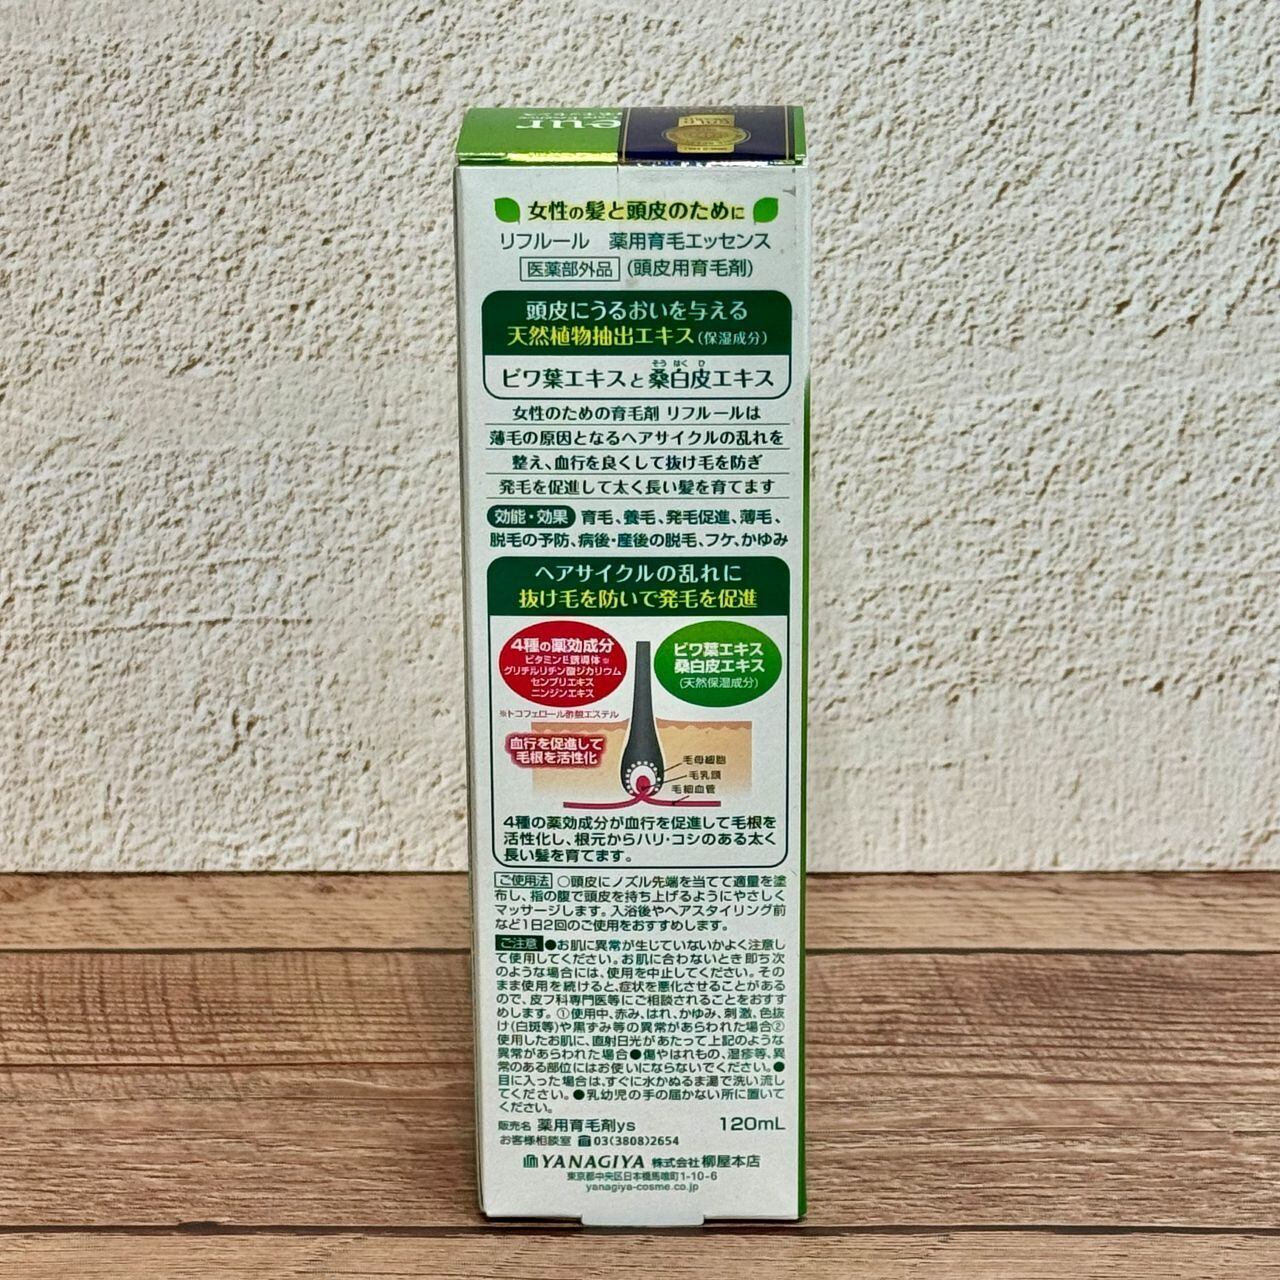 eur
女性の髪と頭皮のために
リフルール 薬用育毛エッセンス
医薬部外品 (頭皮用育毛剤)
頭皮にうるおいを与える
天然植物抽出エキス(保湿成分)
そう はく ひ
ビワ葉エキスと桑白皮エキス
女性のための育毛剤 リフルールは
薄毛の原因となるヘアサイクルの乱れを
整え、血行を良くして抜け毛を防ぎ
発毛を促進して太く長い髪を育てます
効能・効果 育毛、養毛、発毛促進、薄毛、
脱毛の予防、病後・産後の脱毛、フケ、かゆみ
ヘアサイクルの乱れに
抜け毛を防いで発毛を促進
4種の薬効成分
ビタミンE誘導体※
グリチルリチン酸ジカリウム
センブリエキス
ニンジンエキス
ビワ葉エキス
桑白皮エキス
(天然保湿成分)
※トコフェロール酢酸エステル
血行を促進して
毛根を活性化
毛母細胞
毛乳頭
毛細血管
4種の薬効成分が血行を促進して毛根を
活性化し、根元からハリ・コシのある太く
長い髪を育てます。
ご使用法 ○頭皮にノズル先端を当てて適量を塗
布し、指の腹で頭皮を持ち上げるようにやさしく
マッサージします。入浴後やヘアスタイリング前
など1日2回のご使用をおすすめします。
ご注意 ●お肌に異常が生じていないかよく注意し
て使用してください。お肌に合わないとき即ち次
のような場合には、使用を中止してください。その
まま使用を続けると、症状を悪化させることがある
ので、皮フ科専門医等にご相談されることをおすす
めします。①使用中、赤み、はれ、かゆみ、刺激、色抜
け(白斑等)や黒ずみ等の異常があらわれた場合②
使用したお肌に、直射日光があたって上記のような
異常があらわれた場合●傷やはれもの、湿疹等、異
常のある部位にはお使いにならないでください。●
目に入った場合は、すぐに水かぬるま湯で洗い流し
てください。●乳幼児の手の届かない所に置いて
ください。
販売名 薬用育毛剤ys 120mL
お客様相談室 ☎03(3808)2654
YANAGIYA 株式会社柳屋本店
東京都中央区日本橋馬喰町1-10-6
yanagiya-cosme.co.jp